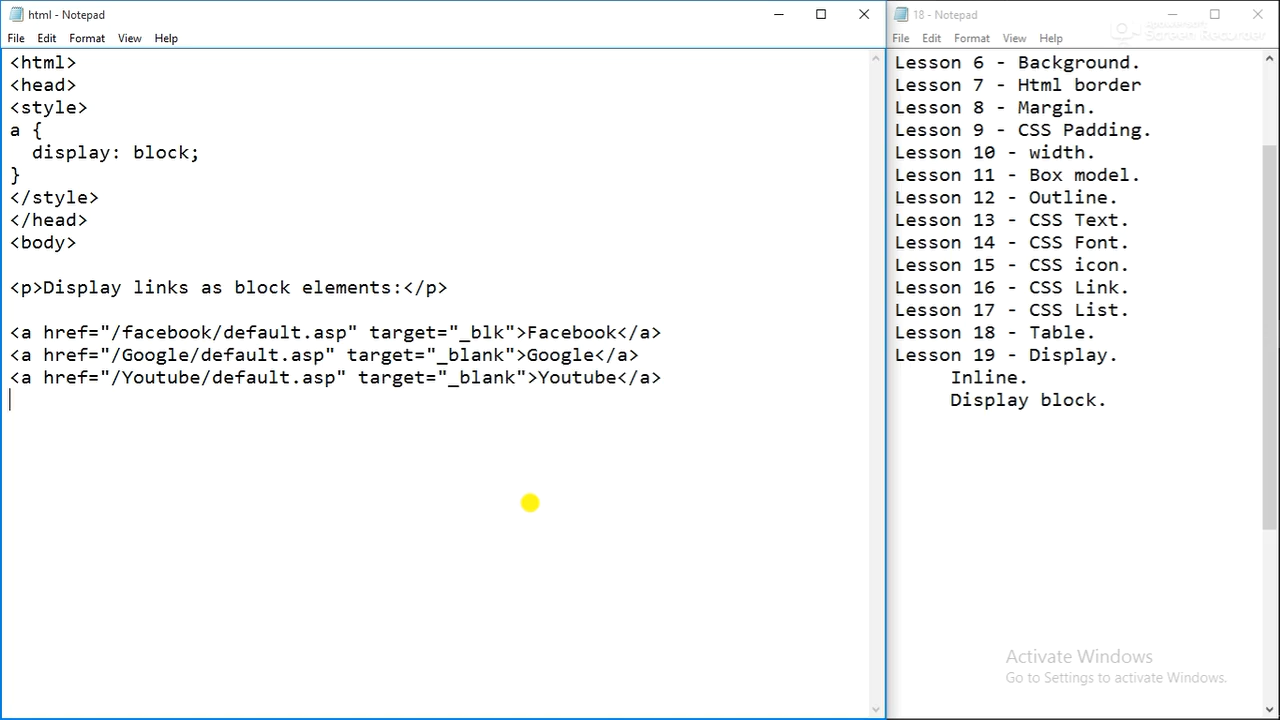 html - Notepad
File Edit Format View Help
<html>
<head>
<style>
a {
  display: block;
}
</style>
</head>
<body>

<p>Display links as block elements:</p>

<a href="/facebook/default.asp" target="_blk">Facebook</a>
<a href="/Google/default.asp" target="_blank">Google</a>
<a href="/Youtube/default.asp" target="_blank">Youtube</a>

18 - Notepad
File Edit Format View Help
Screen Recorder
Lesson 6 - Background.
Lesson 7 - Html border
Lesson 8 - Margin.
Lesson 9 - CSS Padding.
Lesson 10 - width.
Lesson 11 - Box model.
Lesson 12 - Outline.
Lesson 13 - CSS Text.
Lesson 14 - CSS Font.
Lesson 15 - CSS icon.
Lesson 16 - CSS Link.
Lesson 17 - CSS List.
Lesson 18 - Table.
Lesson 19 - Display.
     Inline.
     Display block.
Activate Windows
Go to Settings to activate Windows.